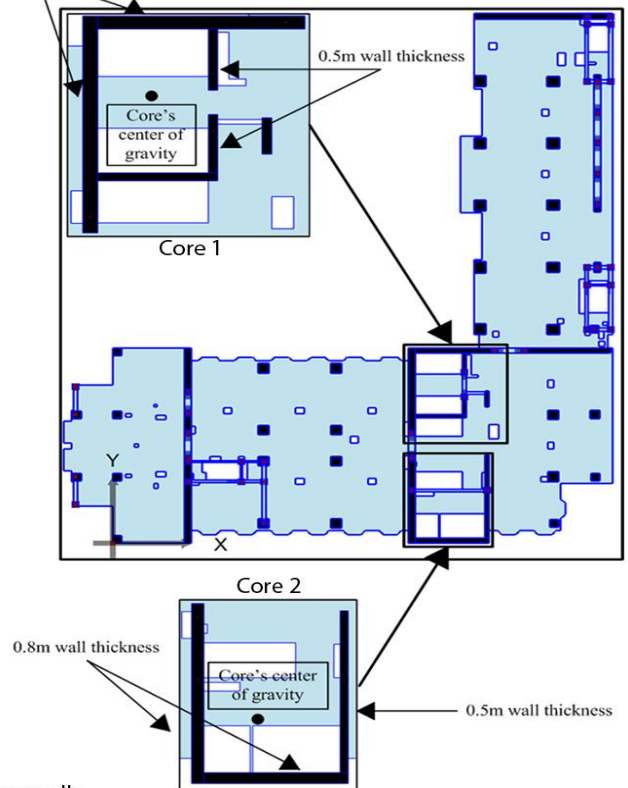 0.5m wall thickness
Core's
center of
gravity
Core 1
Y
X
Core 2
0.8m wall thickness
Core's center
of gravity
0.5m wall thickness